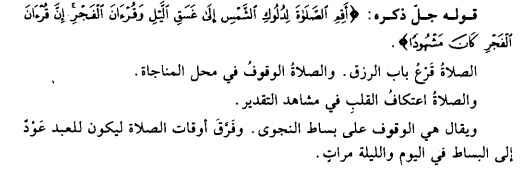 قوله جلّ ذكره: ﴿أَقِمِ الصَّلَوٰةَ لِدُلُوكِ الشَّمْسِ إِلَىٰ غَسَقِ الَّيْلِ وَقُرْءَانَ الْفَجْرِ إِنَّ قُرْءَانَ
الْفَجْرِ كَانَ مَشْهُودًا﴾.
الصلاة قَرْعُ باب الرزق. والصلاةُ الوقوفُ في محل المناجاة.
والصلاةُ اعتكافُ القلبِ في مشاهد التقدير.
ويقال هي الوقوف على بساط النجوى. وفَرَّقَ أوقات الصلاة ليكون للعبد عَوْدٌ
إلى البساط في اليوم والليلة مراتٍ.